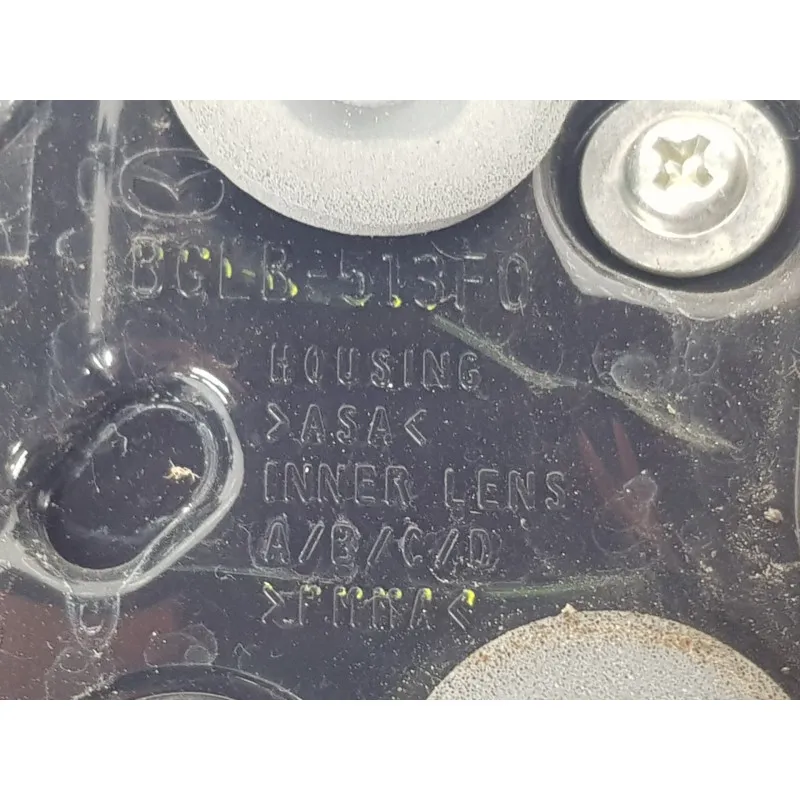 BGLB-513F0
HOUSING
>ASA<
INNER LENS
A/B/C/D
>PMMA<